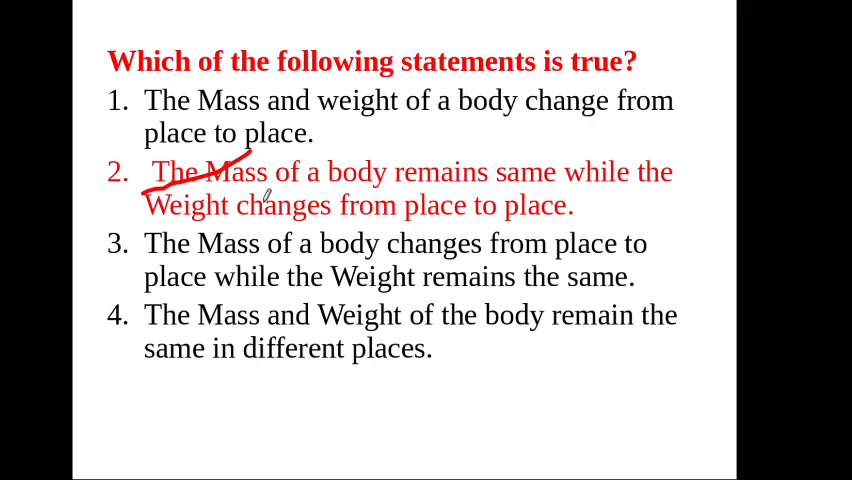 Which of the following statements is true?
1. The Mass and weight of a body change from
place to place.
2. The Mass of a body remains same while the
Weight changes from place to place.
3. The Mass of a body changes from place to
place while the Weight remains the same.
4. The Mass and Weight of the body remain the
same in different places.